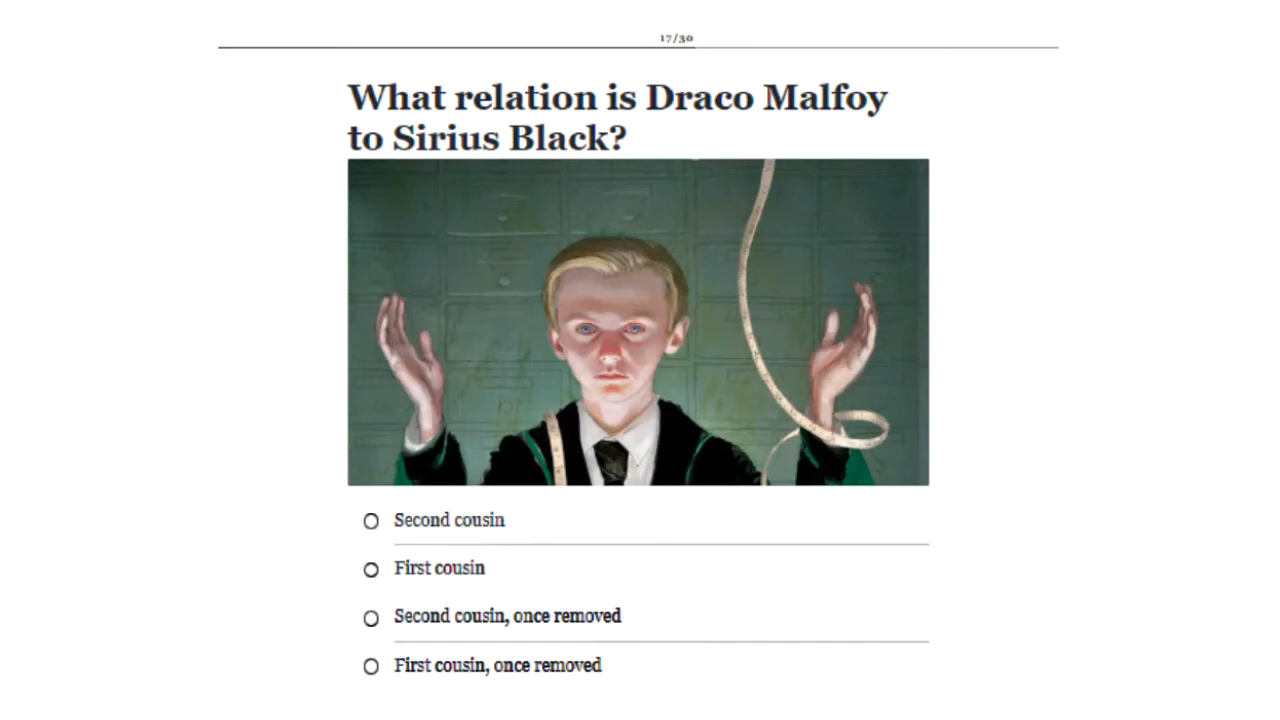 17/30
What relation is Draco Malfoy
to Sirius Black?
Second cousin
First cousin
Second cousin, once removed
First cousin, once removed